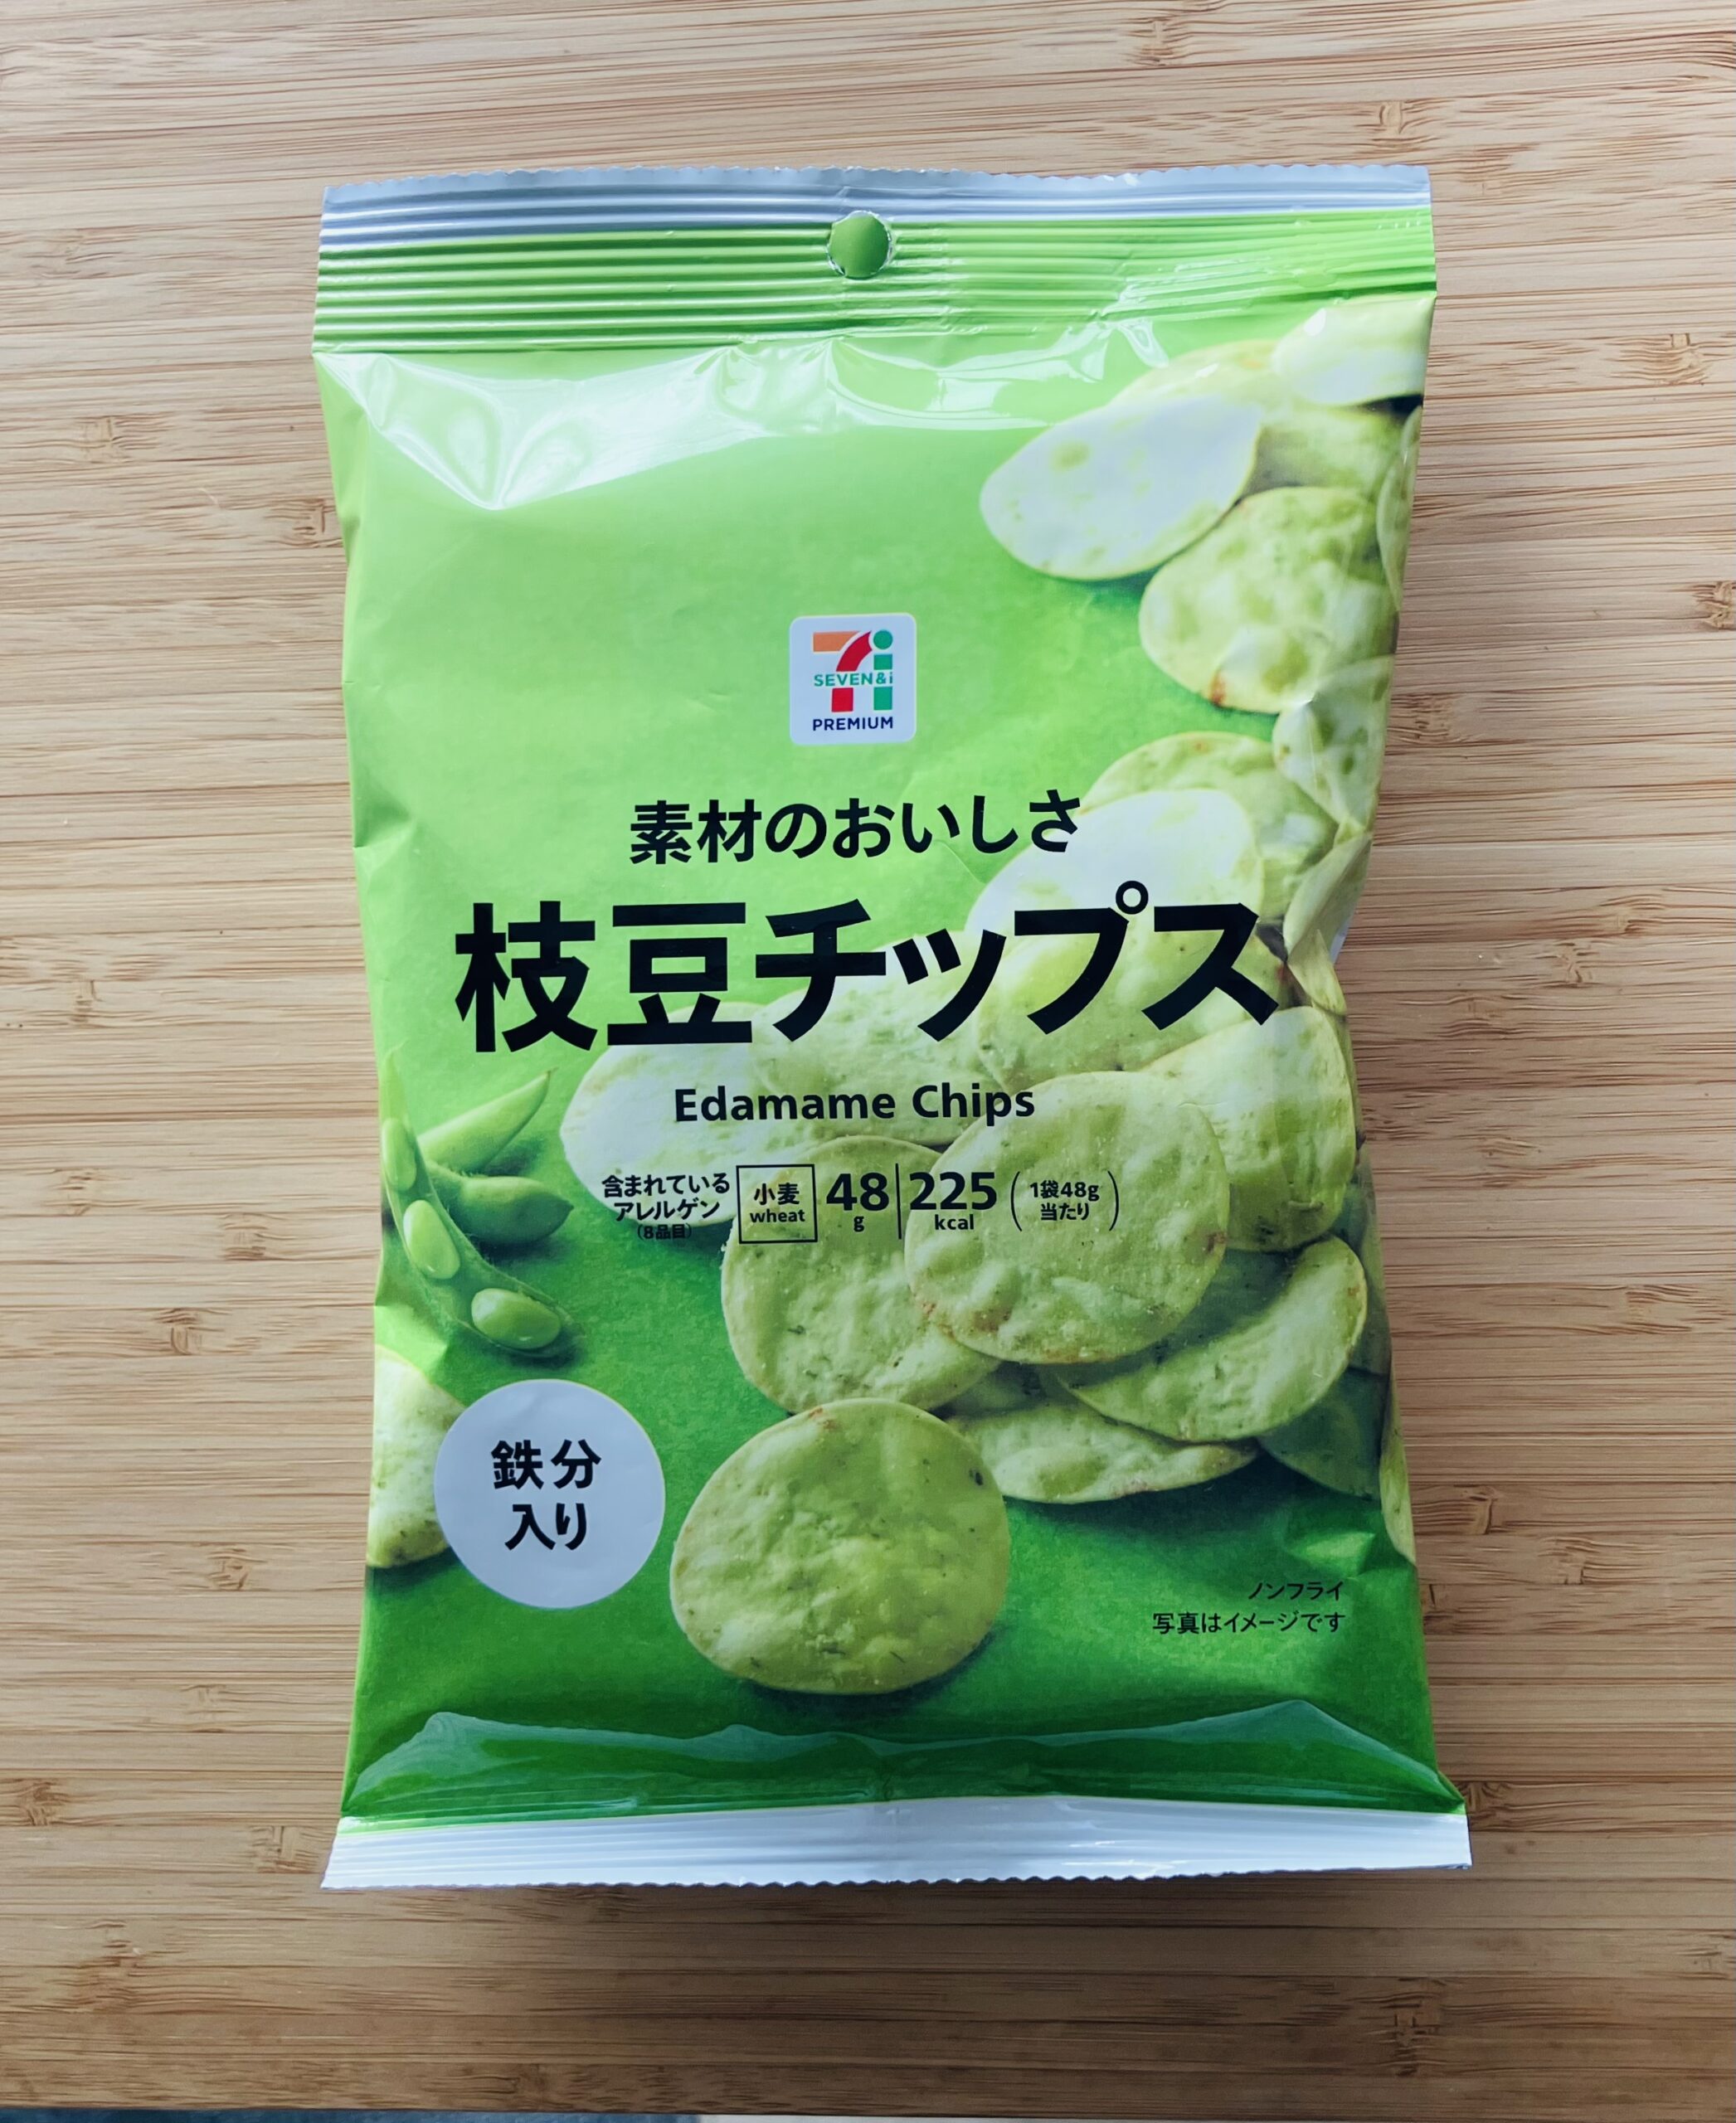 SEVEN&i
PREMIUM
素材のおいしさ
枝豆チップス
Edamame Chips
含まれている
アレルゲン
(8品目)
小麦
wheat
48
g
225
kcal
(1袋48g
当たり)
鉄分
入り
ノンフライ
写真はイメージです